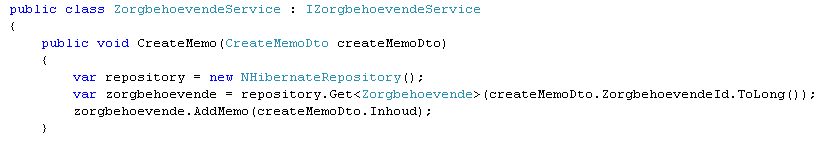 public class ZorgbehoevendeService : IZorgbehoevendeService
{
    public void CreateMemo(CreateMemoDto createMemoDto)
    {
        var repository = new NHibernateRepository();
        var zorgbehoevende = repository.Get<Zorgbehoevende>(createMemoDto.ZorgbehoevendeId.ToLong());
        zorgbehoevende.AddMemo(createMemoDto.Inhoud);
    }